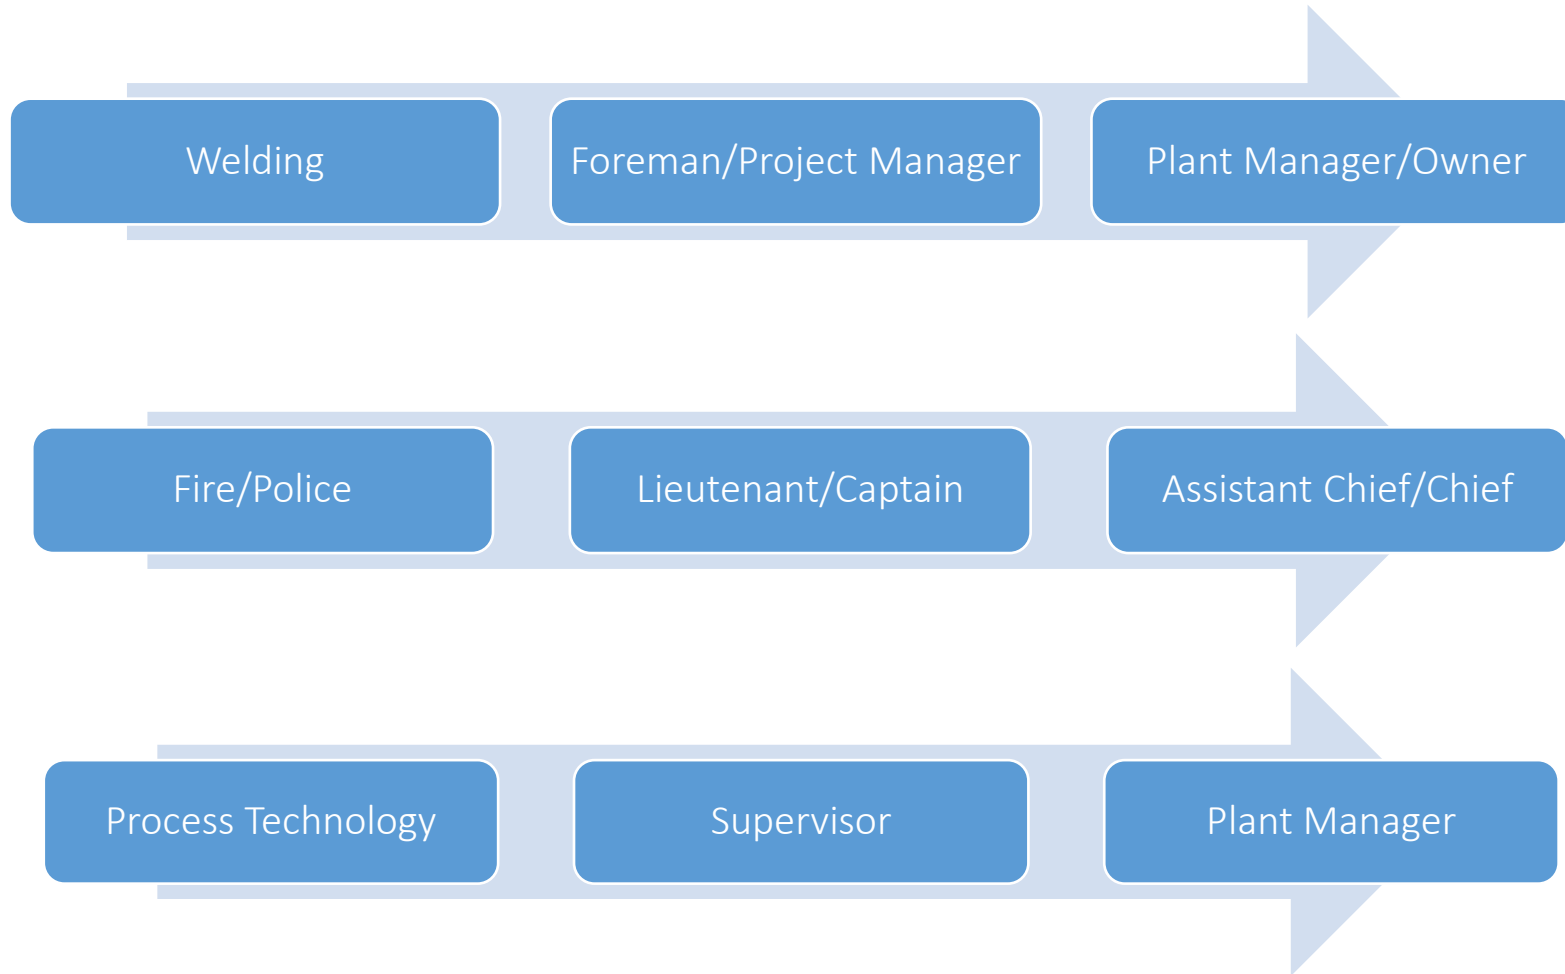 Welding
Foreman/Project Manager
Plant Manager/Owner
Fire/Police
Lieutenant/Captain
Assistant Chief/Chief
Process Technology
Supervisor
Plant Manager